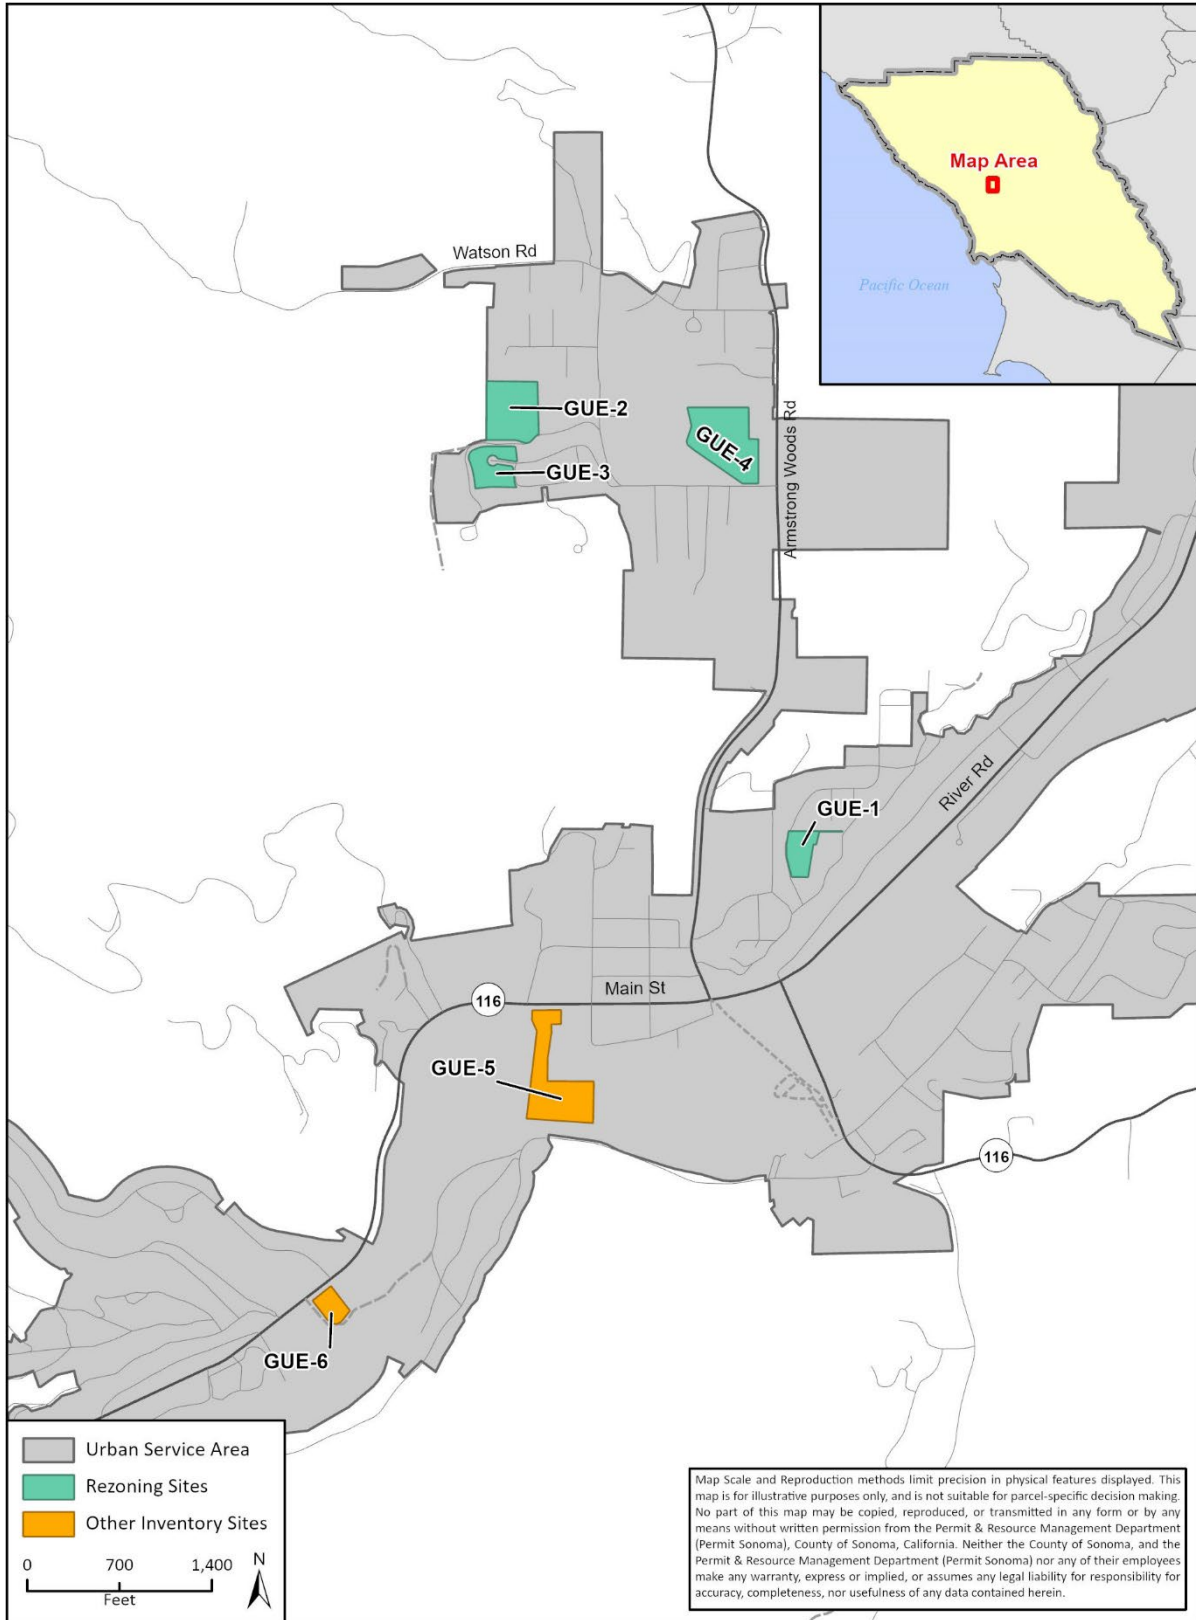 Map Area
Pacific Ocean
Watson Rd
GUE-2
GUE-3
GUE-4
Armstrong Woods Rd
River Rd
GUE-1
Main St
116
GUE-5
116
GUE-6
Urban Service Area
Rezoning Sites
Other Inventory Sites
0 700 1,400
Feet
N
Map Scale and Reproduction methods limit precision in physical features displayed. This
map is for illustrative purposes only, and is not suitable for parcel-specific decision making.
No part of this map may be copied, reproduced, or transmitted in any form or by any
means without written permission from the Permit & Resource Management Department
(Permit Sonoma), County of Sonoma, California. Neither the County of Sonoma, and the
Permit & Resource Management Department (Permit Sonoma) nor any of their employees
make any warranty, express or implied, or assumes any legal liability for responsibility for
accuracy, completeness, nor usefulness of any data contained herein.